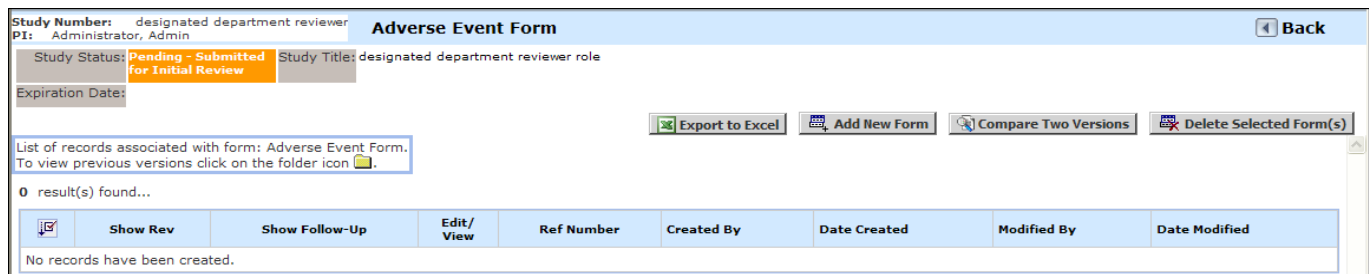 Study Number: designated department reviewer
PI: Administrator, Admin
Adverse Event Form
Back
Study Status: Pending - Submitted for Initial Review
Study Title: designated department reviewer role
Expiration Date:
Export to Excel Add New Form Compare Two Versions Delete Selected Form(s)
List of records associated with form: Adverse Event Form.
To view previous versions click on the folder icon .
0 result(s) found...
Show Rev Show Follow-Up Edit/ View Ref Number Created By Date Created Modified By Date Modified
No records have been created.